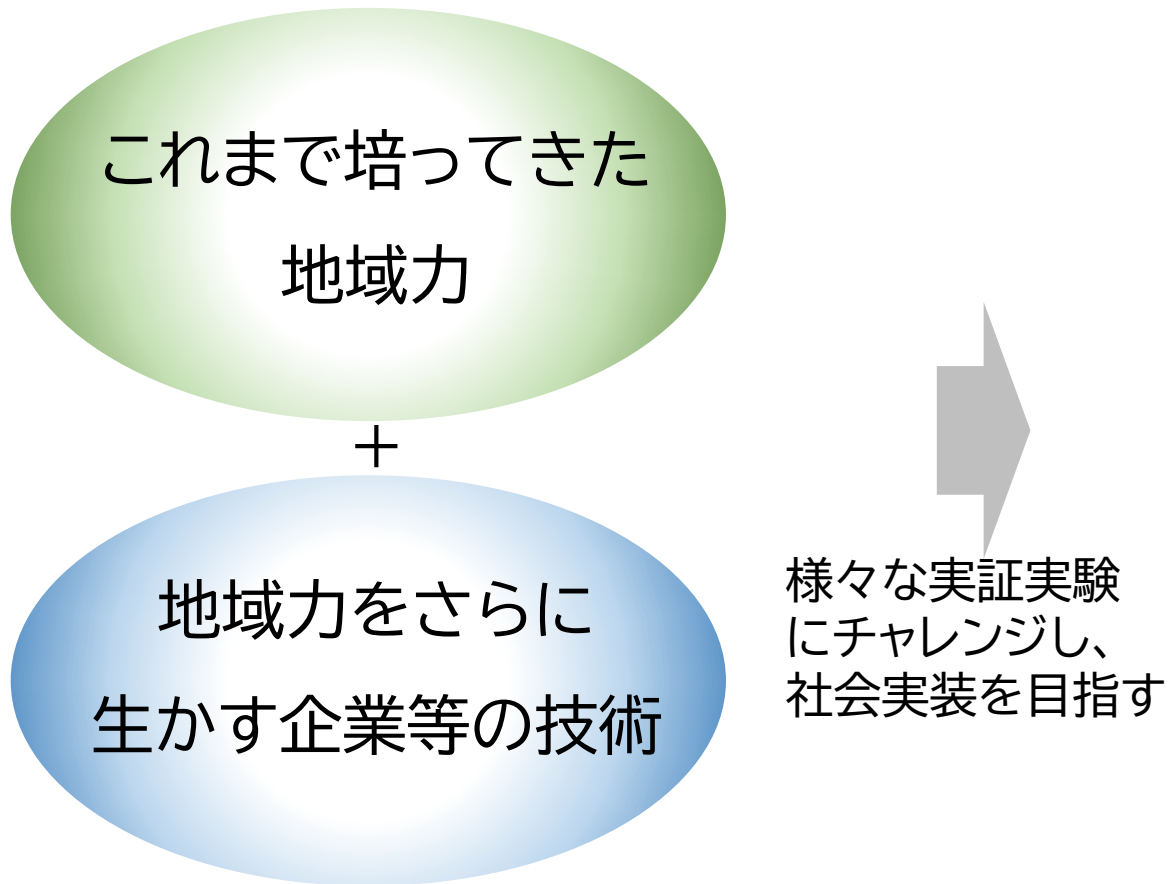 これまで培ってきた
地域力
＋
地域力をさらに
生かす企業等の技術
様々な実証実験
にチャレンジし、
社会実装を目指す